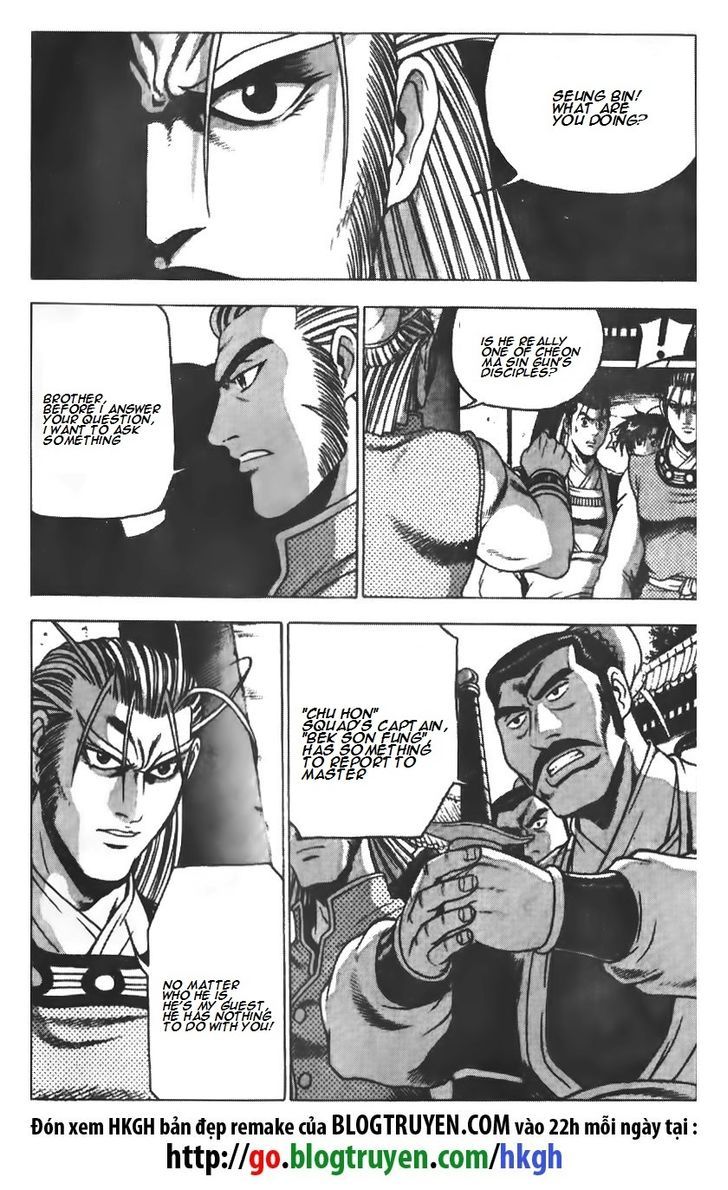 SEUNG BIN!
WHAT ARE
YOU DOING?
BROTHER,
BEFORE I ANSWER
YOUR QUESTION,
I WANT TO ASK
SOMETHING
IS HE REALLY
ONE OF CHEON
MA SIN GUN'S
DISCIPLES?
!
"CHU HON"
SQUAD'S CAPTAIN,
"BEK SON FUNG",
HAS SOMETHING
TO REPORT TO
MASTER
NO MATTER
WHO HE IS,
HE'S MY GUEST,
HE HAS NOTHING
TO DO WITH YOU!
Đón xem HKGH bản đẹp remake của BLOGTRUYEN.COM vào 22h mỗi ngày tại :
http://go.blogtruyen.com/hkgh